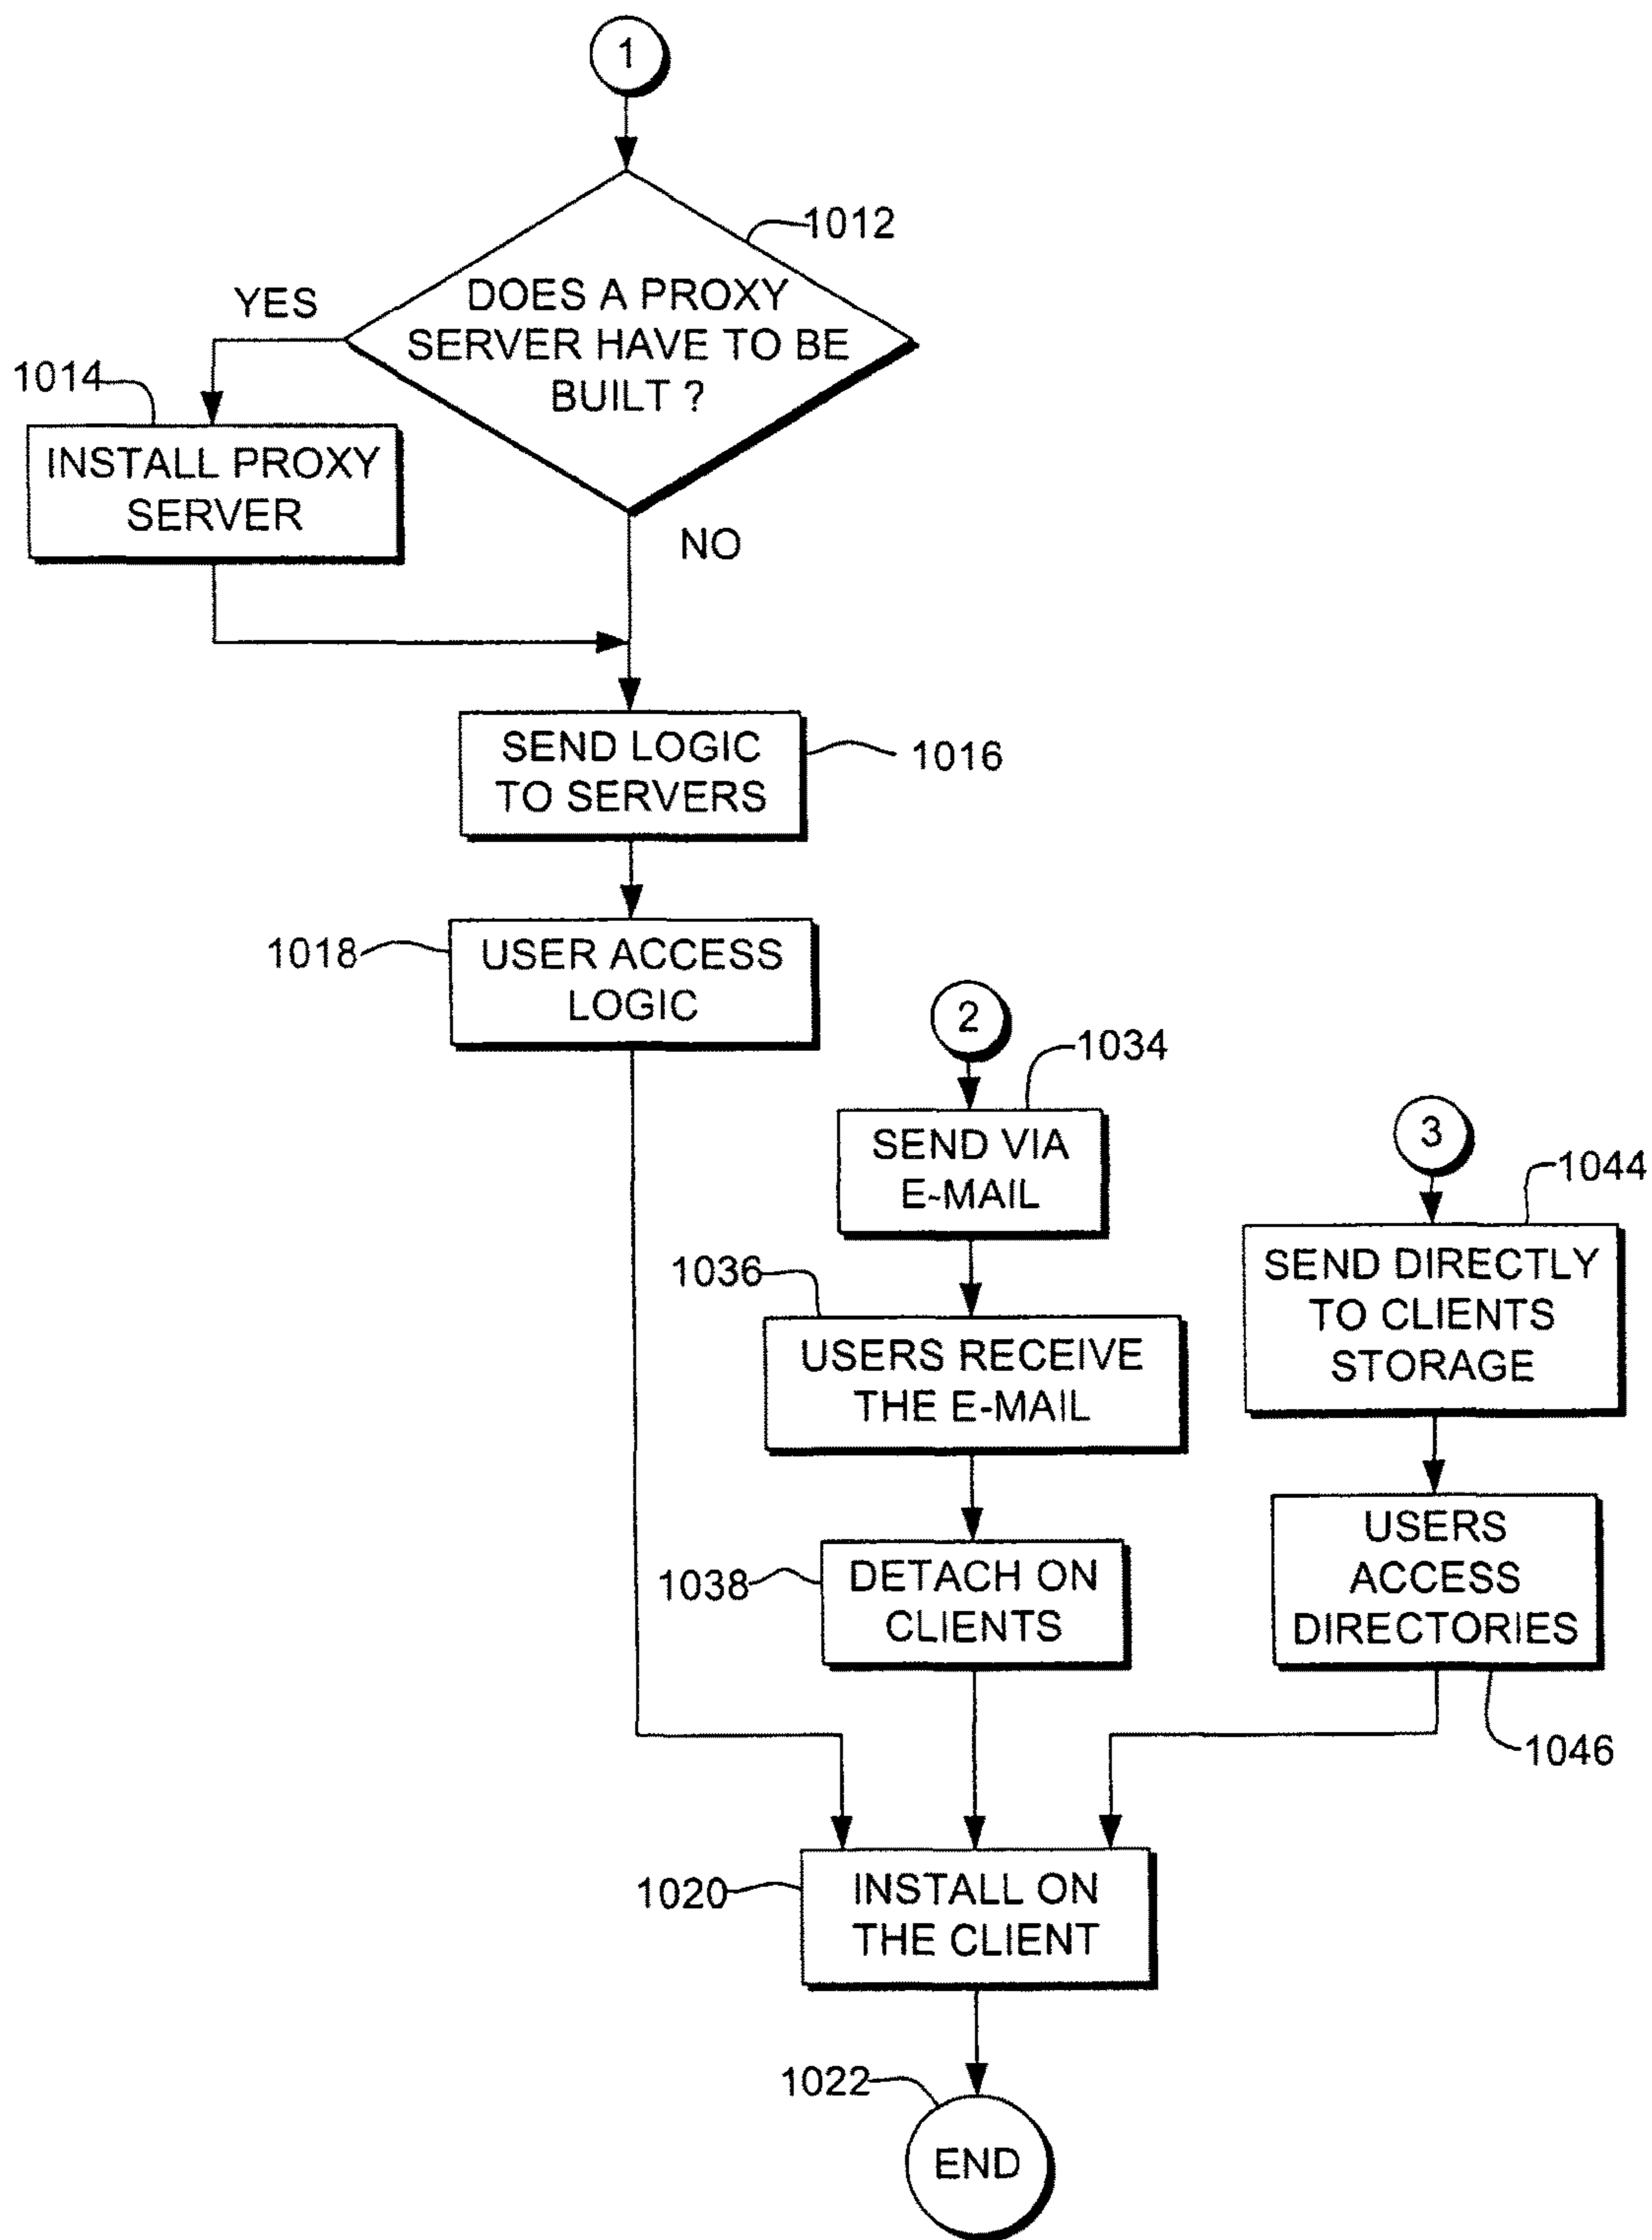 1
1012
DOES A PROXY
SERVER HAVE TO BE
BUILT ?
YES
1014
INSTALL PROXY
SERVER
NO
SEND LOGIC
TO SERVERS
1016
1018
USER ACCESS
LOGIC
2
1034
SEND VIA
E-MAIL
3
1044
SEND DIRECTLY
TO CLIENTS
STORAGE
1036
USERS RECEIVE
THE E-MAIL
1038
DETACH ON
CLIENTS
USERS
ACCESS
DIRECTORIES
1046
1020
INSTALL ON
THE CLIENT
1022
END